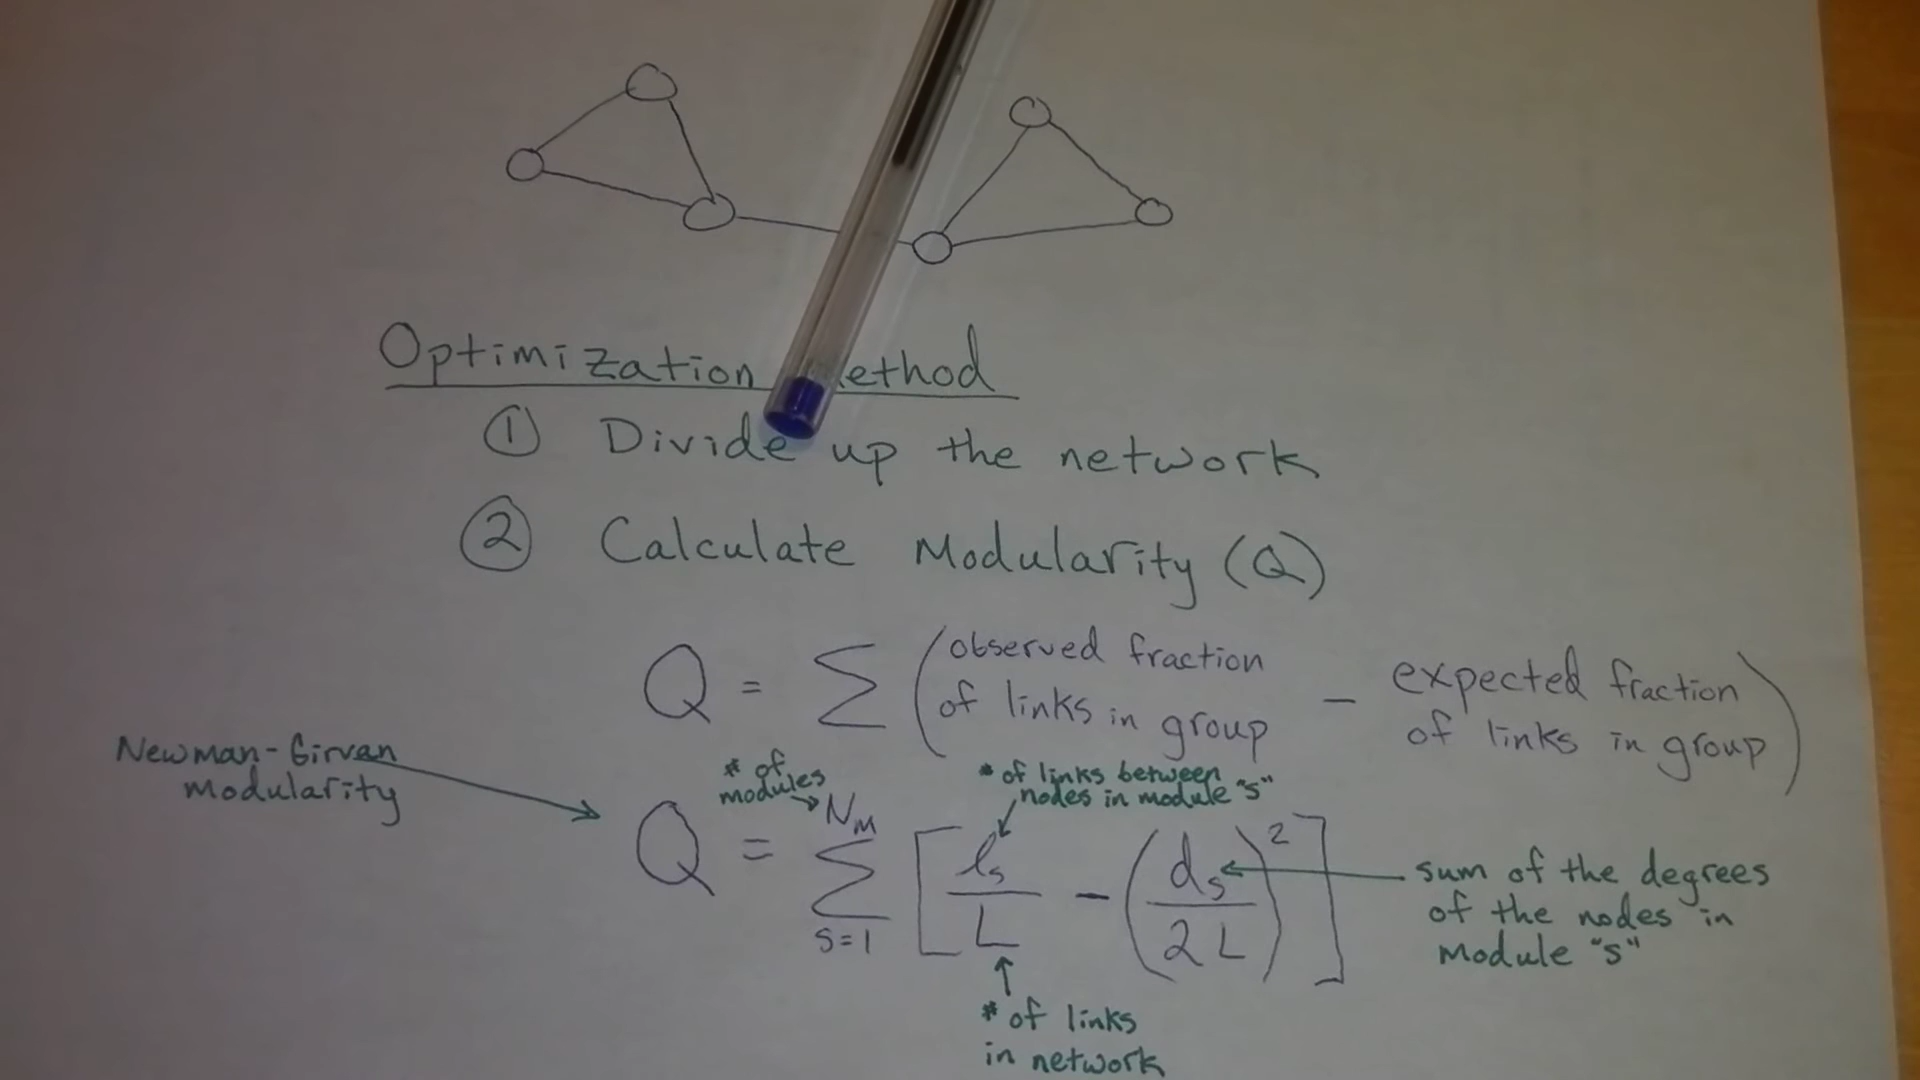 Optimization ethod
① Divide up the network
② Calculate Modularity (Q)
Q = Σ (observed fraction of links in group − expected fraction of links in group)
Newman-Girvan
modularity
# of
modules
# of links between
nodes in module "s"
Q = Σ_{s=1}^{N_M} [ l_s / L − (d_s / 2L)² ]
sum of the degrees
of the nodes in
module "s"
# of links
in network